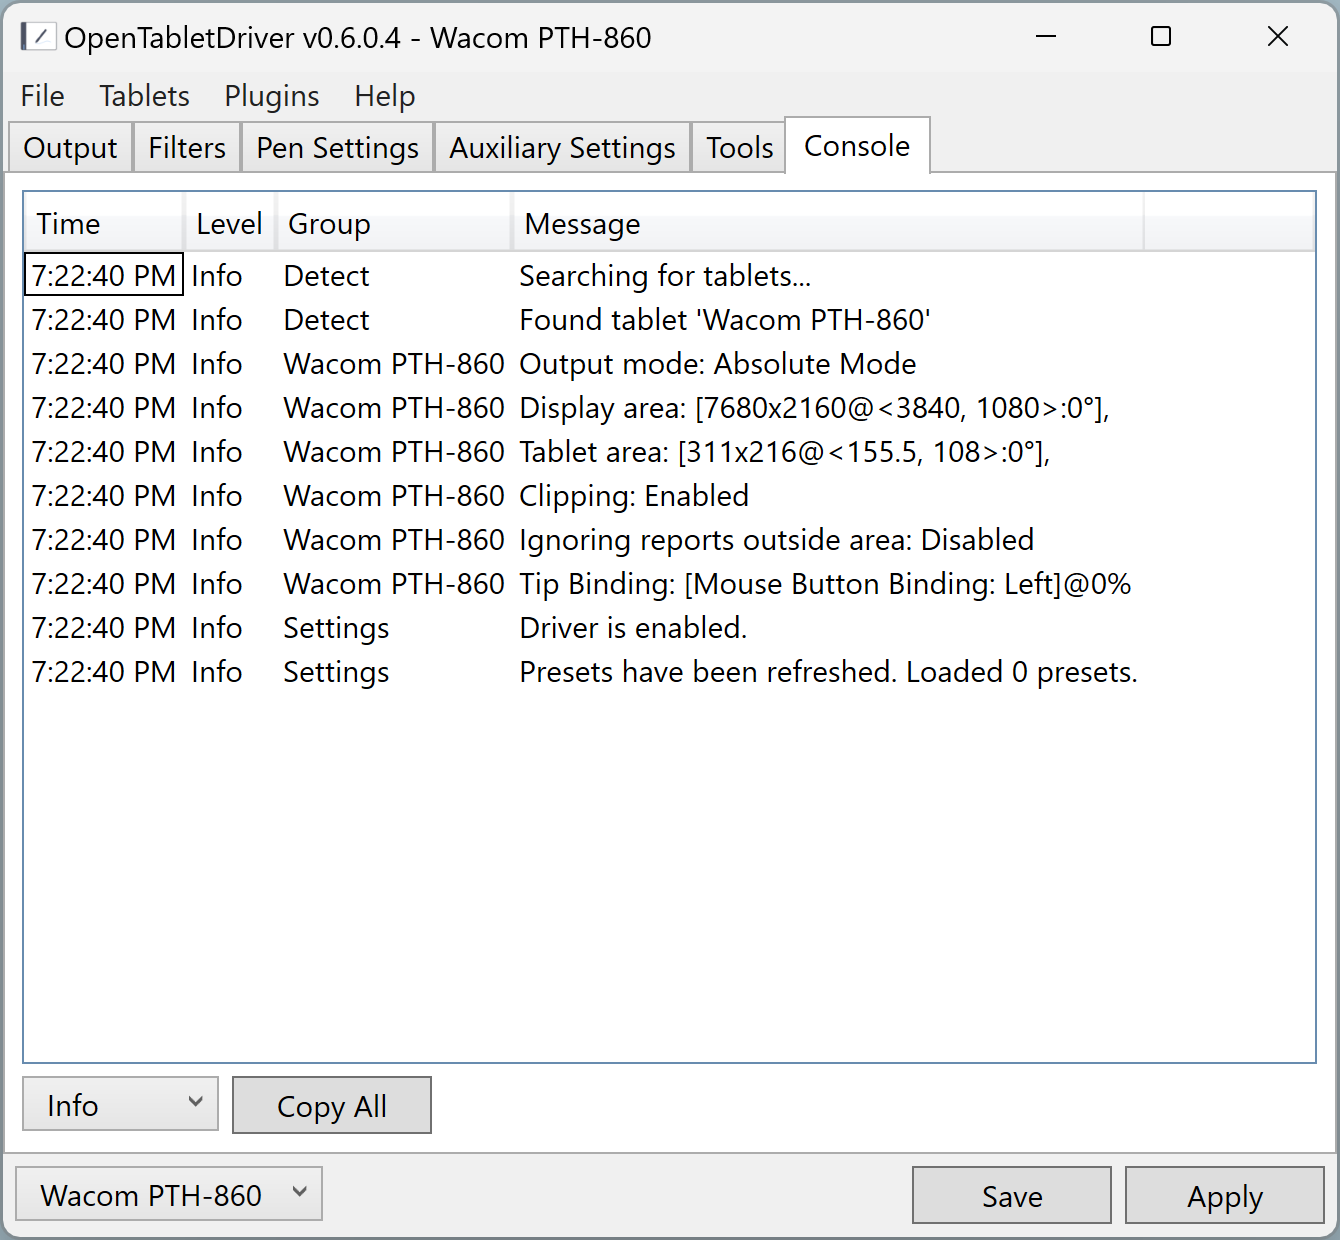 OpenTabletDriver v0.6.0.4 - Wacom PTH-860
File Tablets Plugins Help
Output Filters Pen Settings Auxiliary Settings Tools Console
Time Level Group Message
7:22:40 PM Info Detect Searching for tablets...
7:22:40 PM Info Detect Found tablet 'Wacom PTH-860'
7:22:40 PM Info Wacom PTH-860 Output mode: Absolute Mode
7:22:40 PM Info Wacom PTH-860 Display area: [7680x2160@<3840, 1080>:0°],
7:22:40 PM Info Wacom PTH-860 Tablet area: [311x216@<155.5, 108>:0°],
7:22:40 PM Info Wacom PTH-860 Clipping: Enabled
7:22:40 PM Info Wacom PTH-860 Ignoring reports outside area: Disabled
7:22:40 PM Info Wacom PTH-860 Tip Binding: [Mouse Button Binding: Left]@0%
7:22:40 PM Info Settings Driver is enabled.
7:22:40 PM Info Settings Presets have been refreshed. Loaded 0 presets.
Info Copy All
Wacom PTH-860 Save Apply